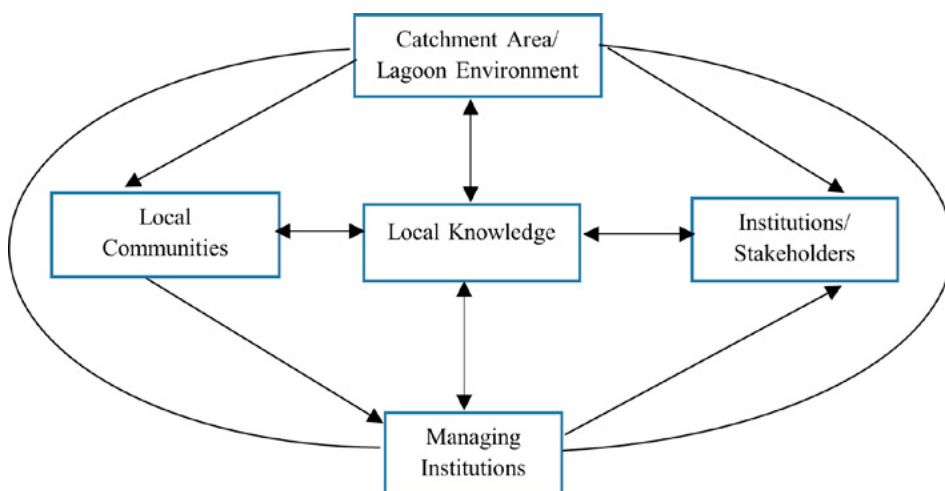 Catchment Area/
Lagoon Environment
Local
Communities
Local Knowledge
Institutions/
Stakeholders
Managing
Institutions